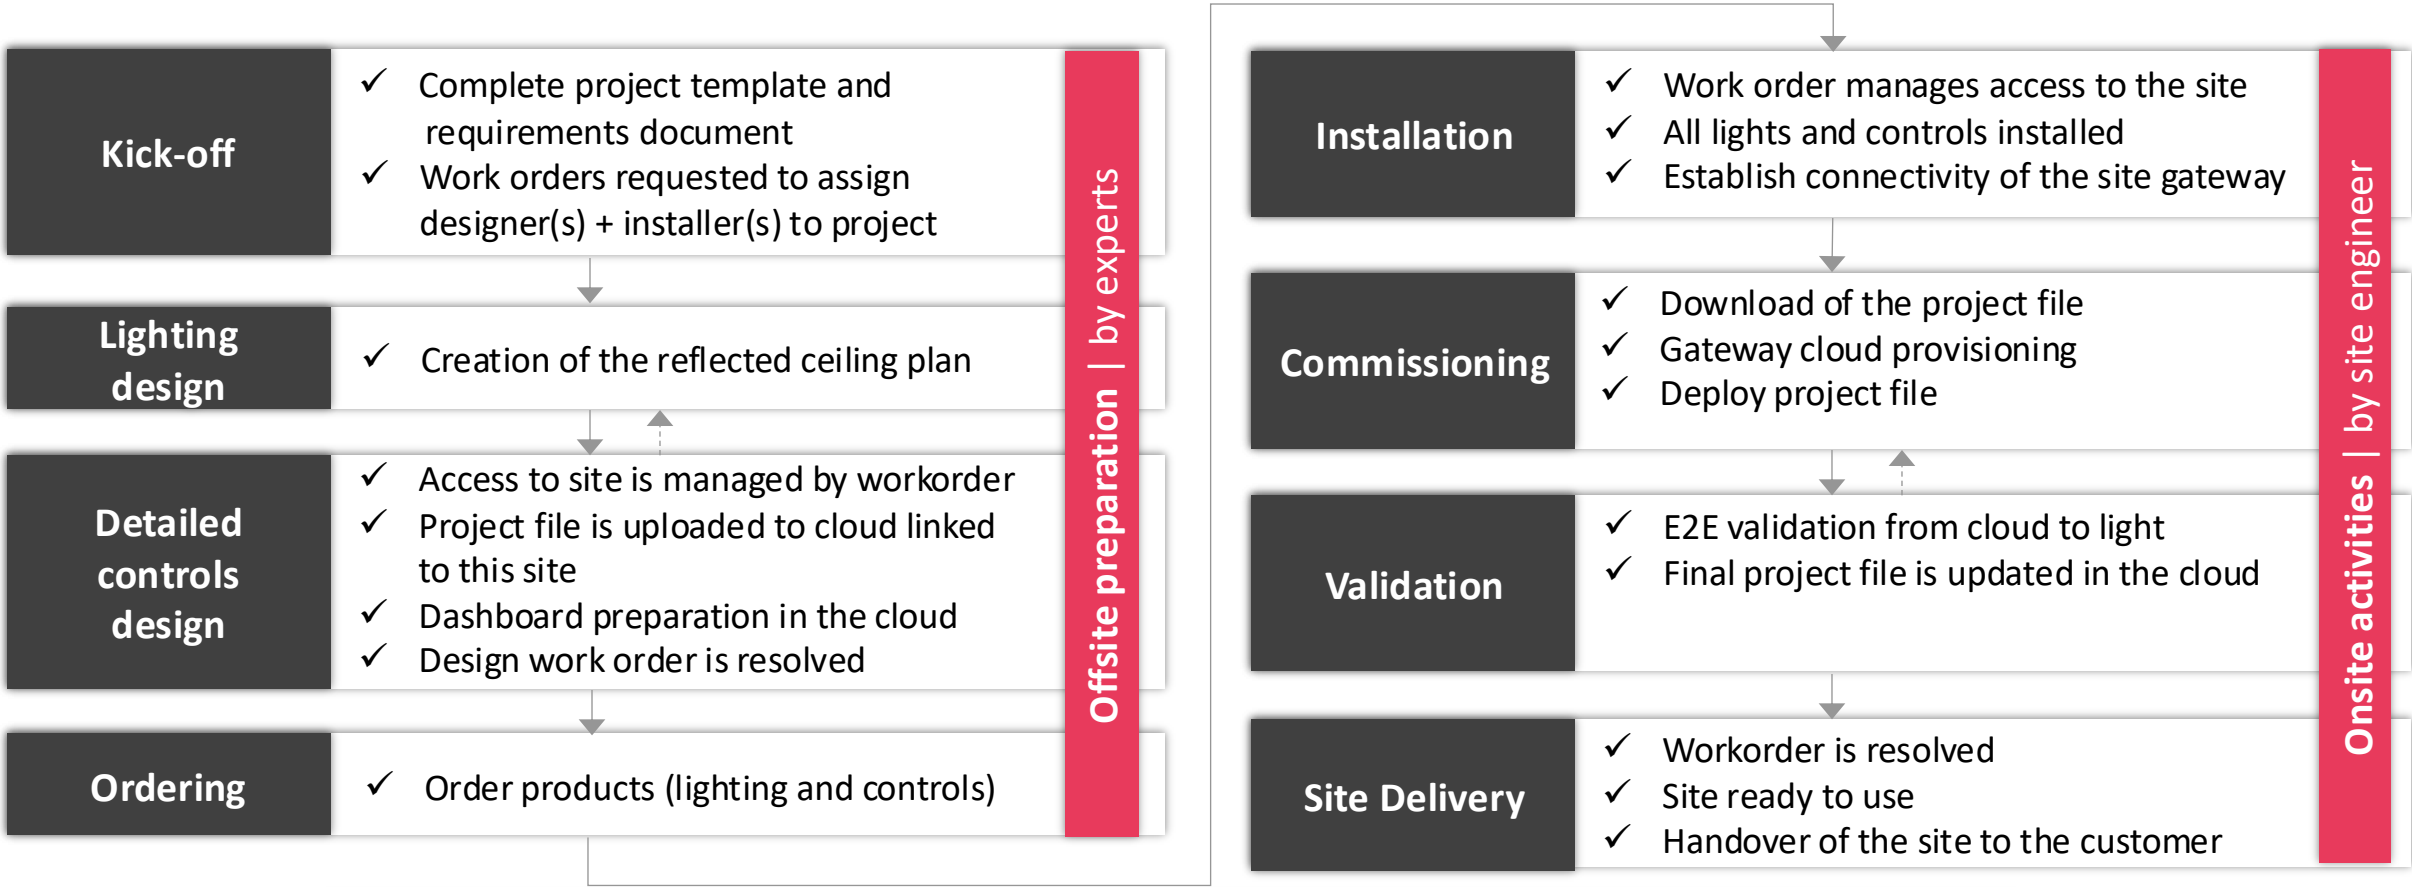 Kick-off
✓ Complete project template and
requirements document
✓ Work orders requested to assign
designer(s) + installer(s) to project
Lighting
design
✓ Creation of the reflected ceiling plan
Detailed
controls
design
✓ Access to site is managed by workorder
✓ Project file is uploaded to cloud linked
to this site
✓ Dashboard preparation in the cloud
✓ Design work order is resolved
Ordering
✓ Order products (lighting and controls)
Offsite preparation | by experts
Installation
✓ Work order manages access to the site
✓ All lights and controls installed
✓ Establish connectivity of the site gateway
Commissioning
✓ Download of the project file
✓ Gateway cloud provisioning
✓ Deploy project file
Validation
✓ E2E validation from cloud to light
✓ Final project file is updated in the cloud
Site Delivery
✓ Workorder is resolved
✓ Site ready to use
✓ Handover of the site to the customer
Onsite activities | by site engineer